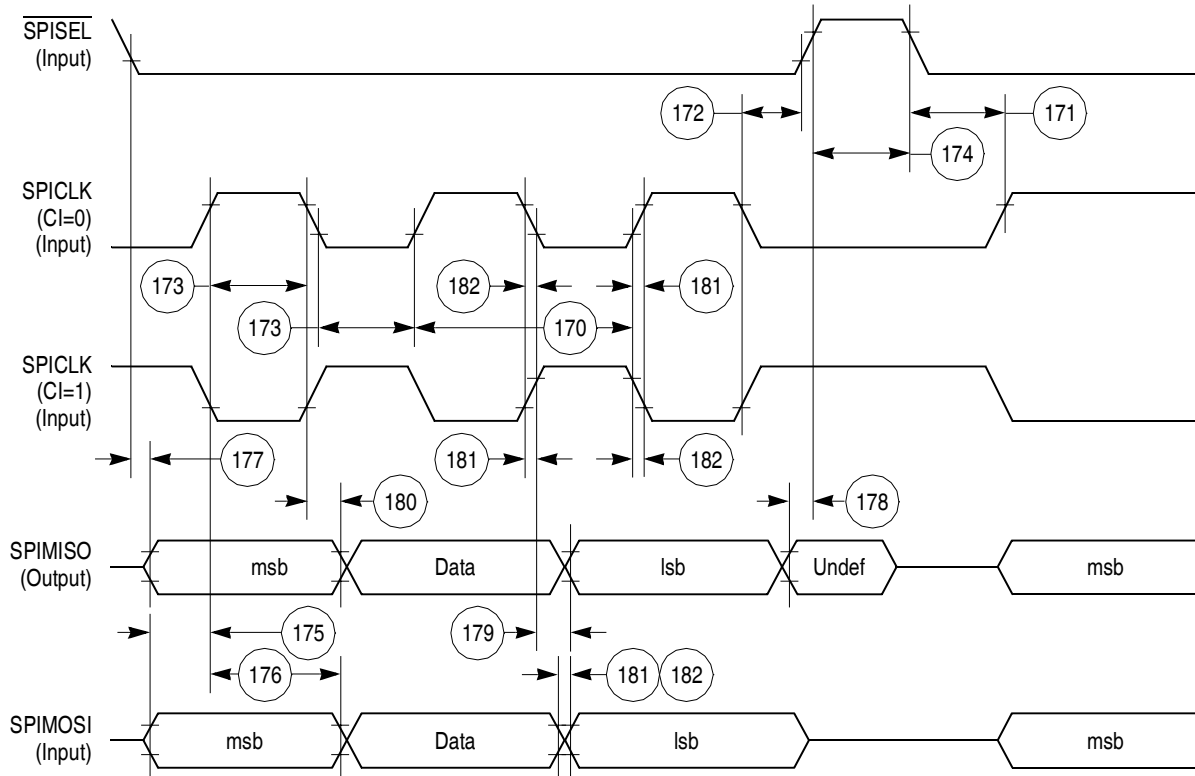 SPISEL
(Input)
172
171
174
SPICLK
(CI=0)
(Input)
173
182
181
173
170
SPICLK
(CI=1)
(Input)
177
181
182
180
178
SPIMISO
(Output)
msb
Data
lsb
Undef
msb
175
179
176
181
182
SPIMOSI
(Input)
msb
Data
lsb
msb